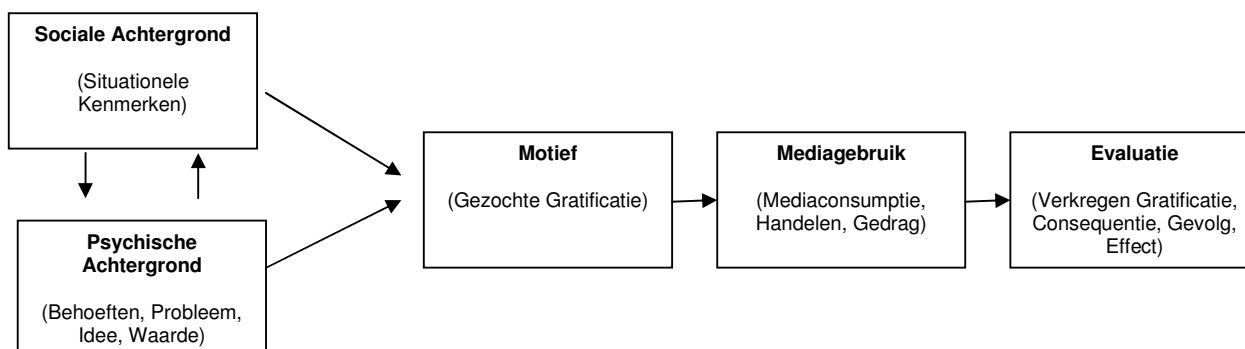 Sociale Achtergrond
(Situationele
Kenmerken)
Psychische
Achtergrond
(Behoeften, Probleem,
Idee, Waarde)
Motief
(Gezochte Gratificatie)
Mediagebruik
(Mediaconsumptie,
Handelen, Gedrag)
Evaluatie
(Verkregen Gratificatie,
Consequentie, Gevolg,
Effect)